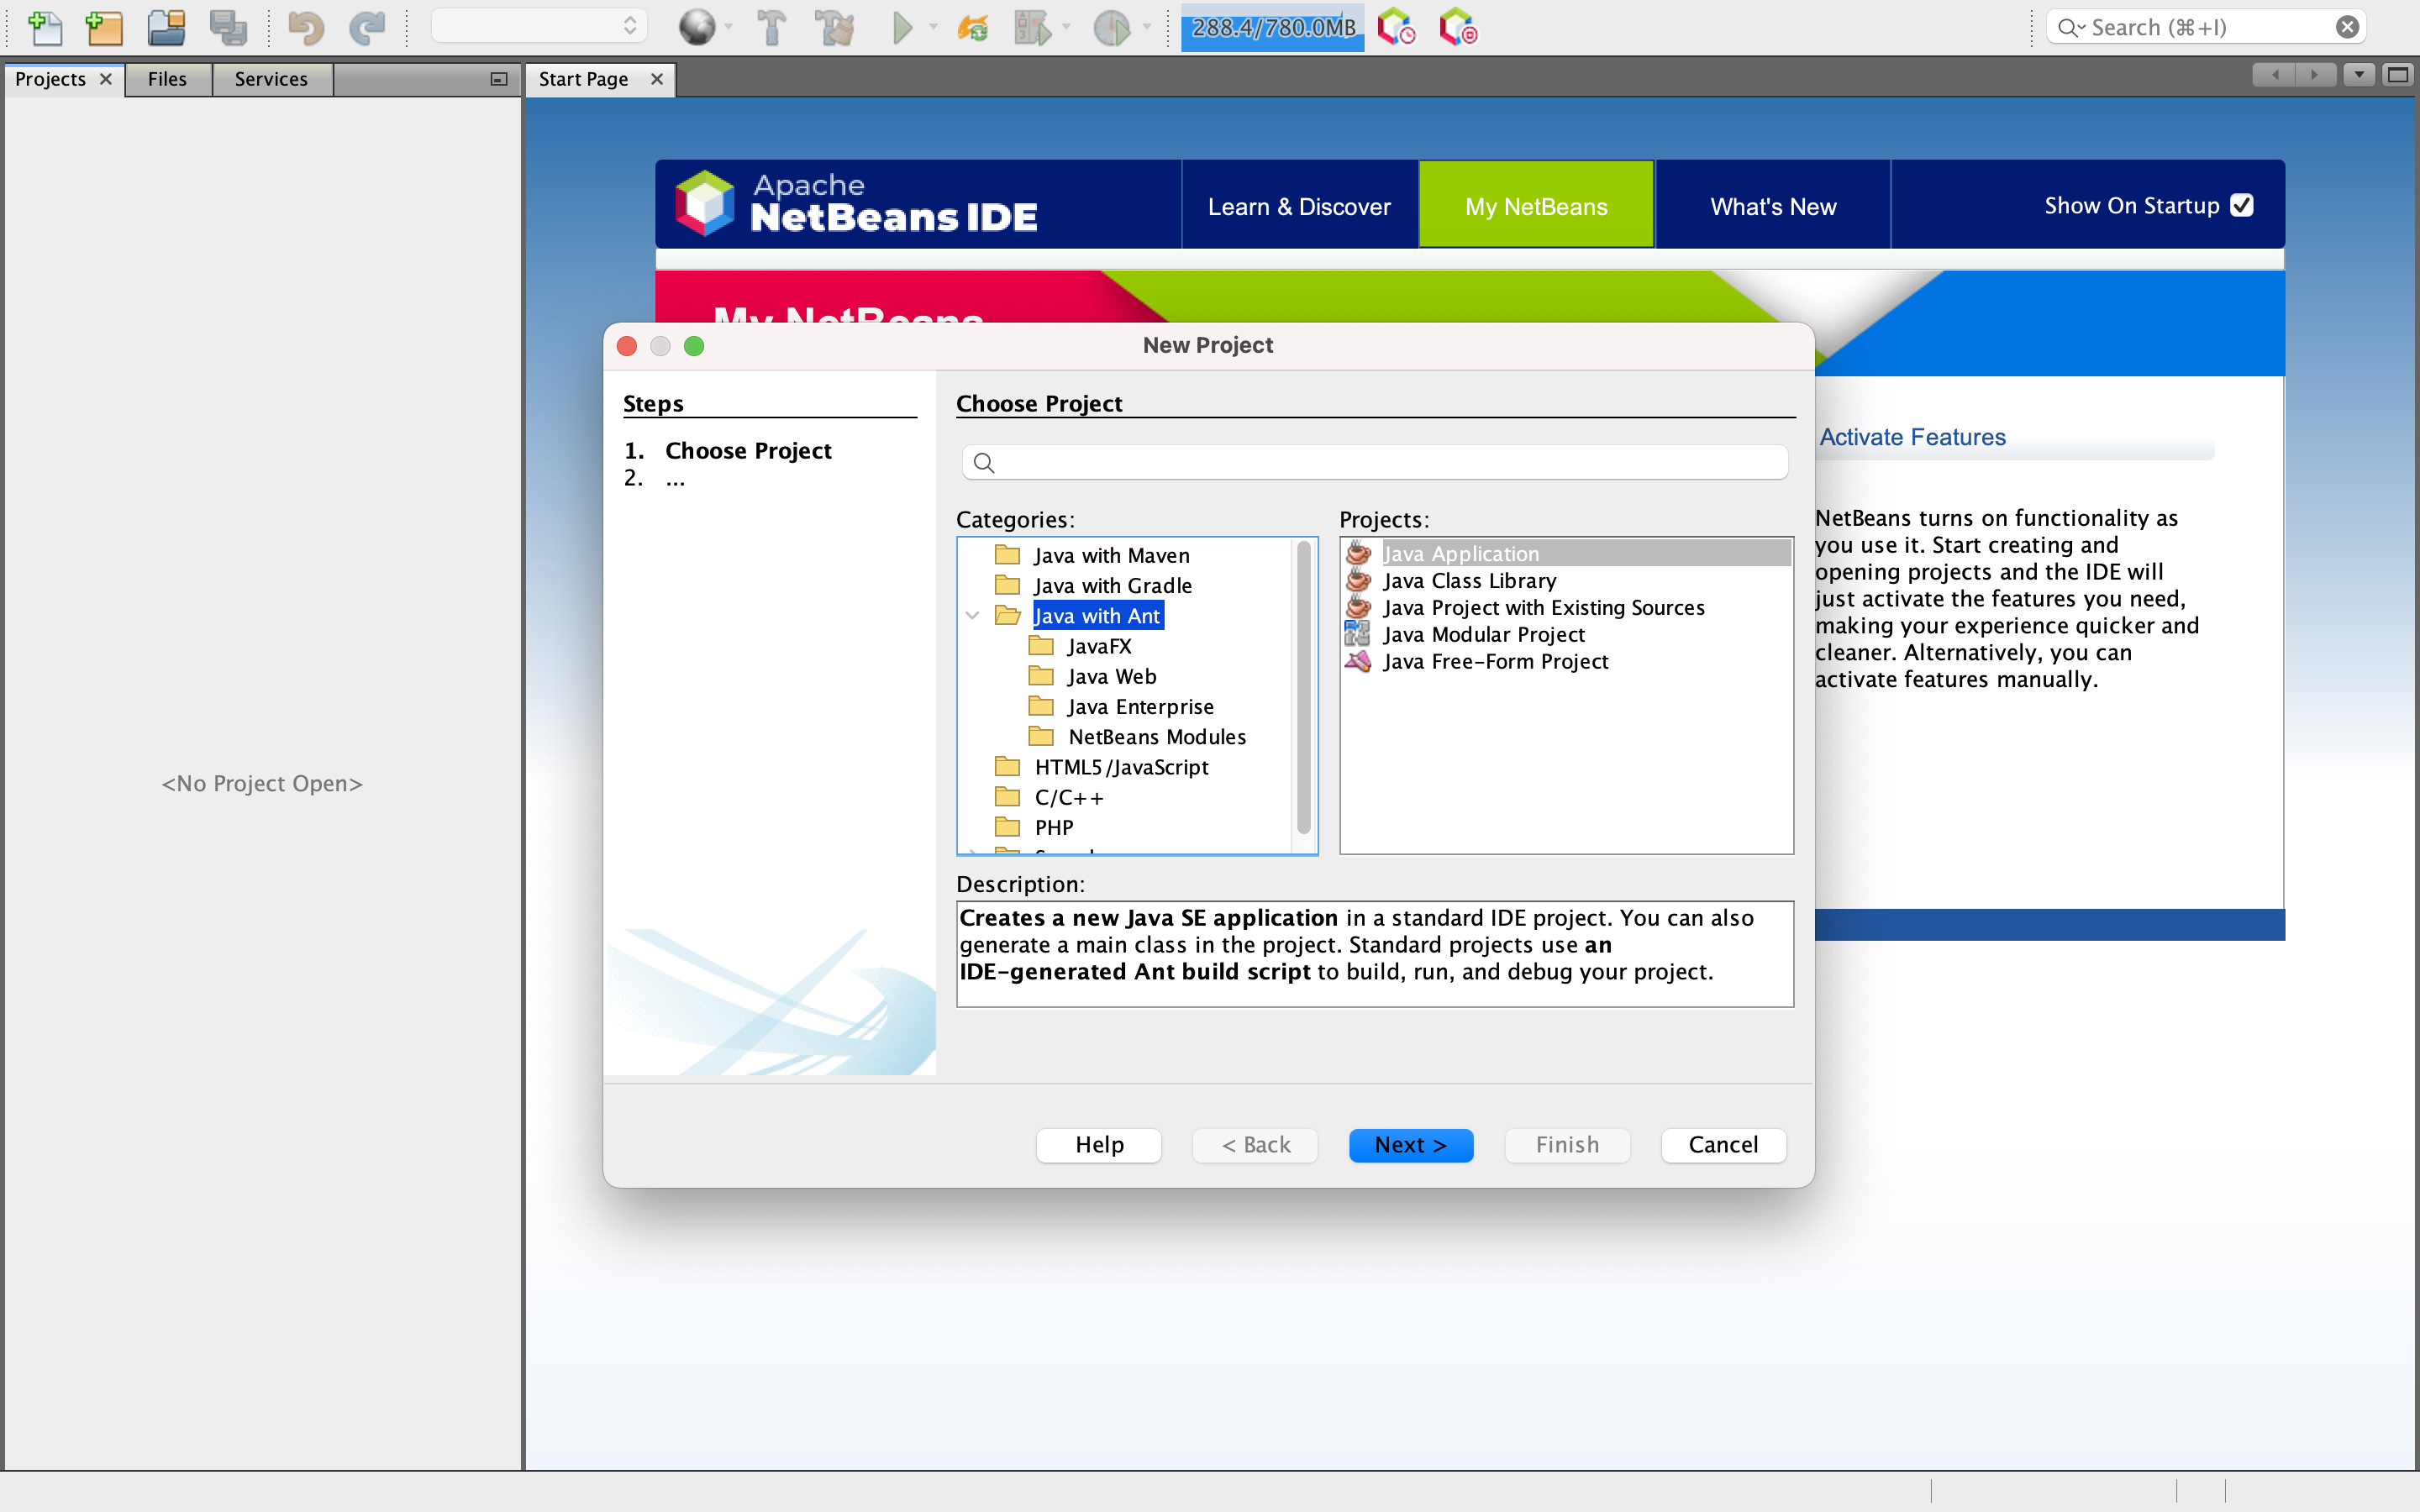 288.4/780.0MB
Search (⌘+I)
Projects
Files
Services
Start Page
Apache
NetBeans IDE
Learn & Discover
My NetBeans
What's New
Show On Startup
My NetBeans
New Project
Steps
1. Choose Project
2. ...
Choose Project
Categories:
Java with Maven
Java with Gradle
Java with Ant
JavaFX
Java Web
Java Enterprise
NetBeans Modules
HTML5/JavaScript
C/C++
PHP
Projects:
Java Application
Java Class Library
Java Project with Existing Sources
Java Modular Project
Java Free-Form Project
Description:
Creates a new Java SE application in a standard IDE project. You can also
generate a main class in the project. Standard projects use an
IDE-generated Ant build script to build, run, and debug your project.
Help
< Back
Next >
Finish
Cancel
Activate Features
NetBeans turns on functionality as
you use it. Start creating and
opening projects and the IDE will
just activate the features you need,
making your experience quicker and
cleaner. Alternatively, you can
activate features manually.
<No Project Open>